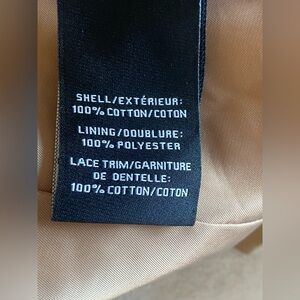 SHELL/EXTÉRIEUR:
100% COTTON/COTON
LINING/DOUBLURE:
100% POLYESTER
LACE TRIM/GARNITURE
DE DENTELLE:
100% COTTON/COTON